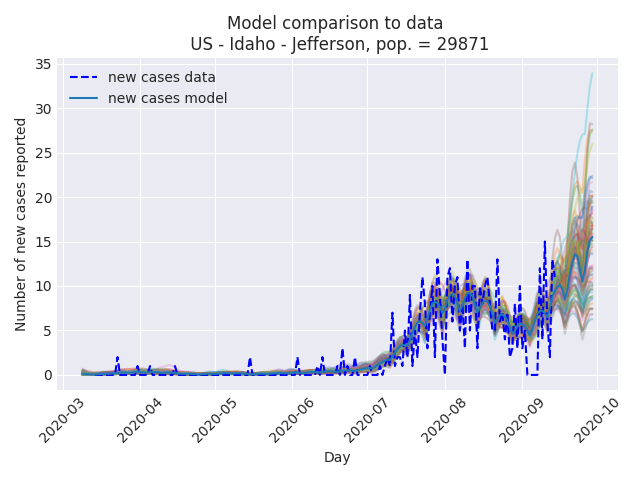 Model comparison to data
US - Idaho - Jefferson, pop. = 29871
35
30
25
20
15
10
5
0
Number of new cases reported
new cases data
new cases model
2020-03
2020-04
2020-05
2020-06
2020-07
2020-08
2020-09
2020-10
Day